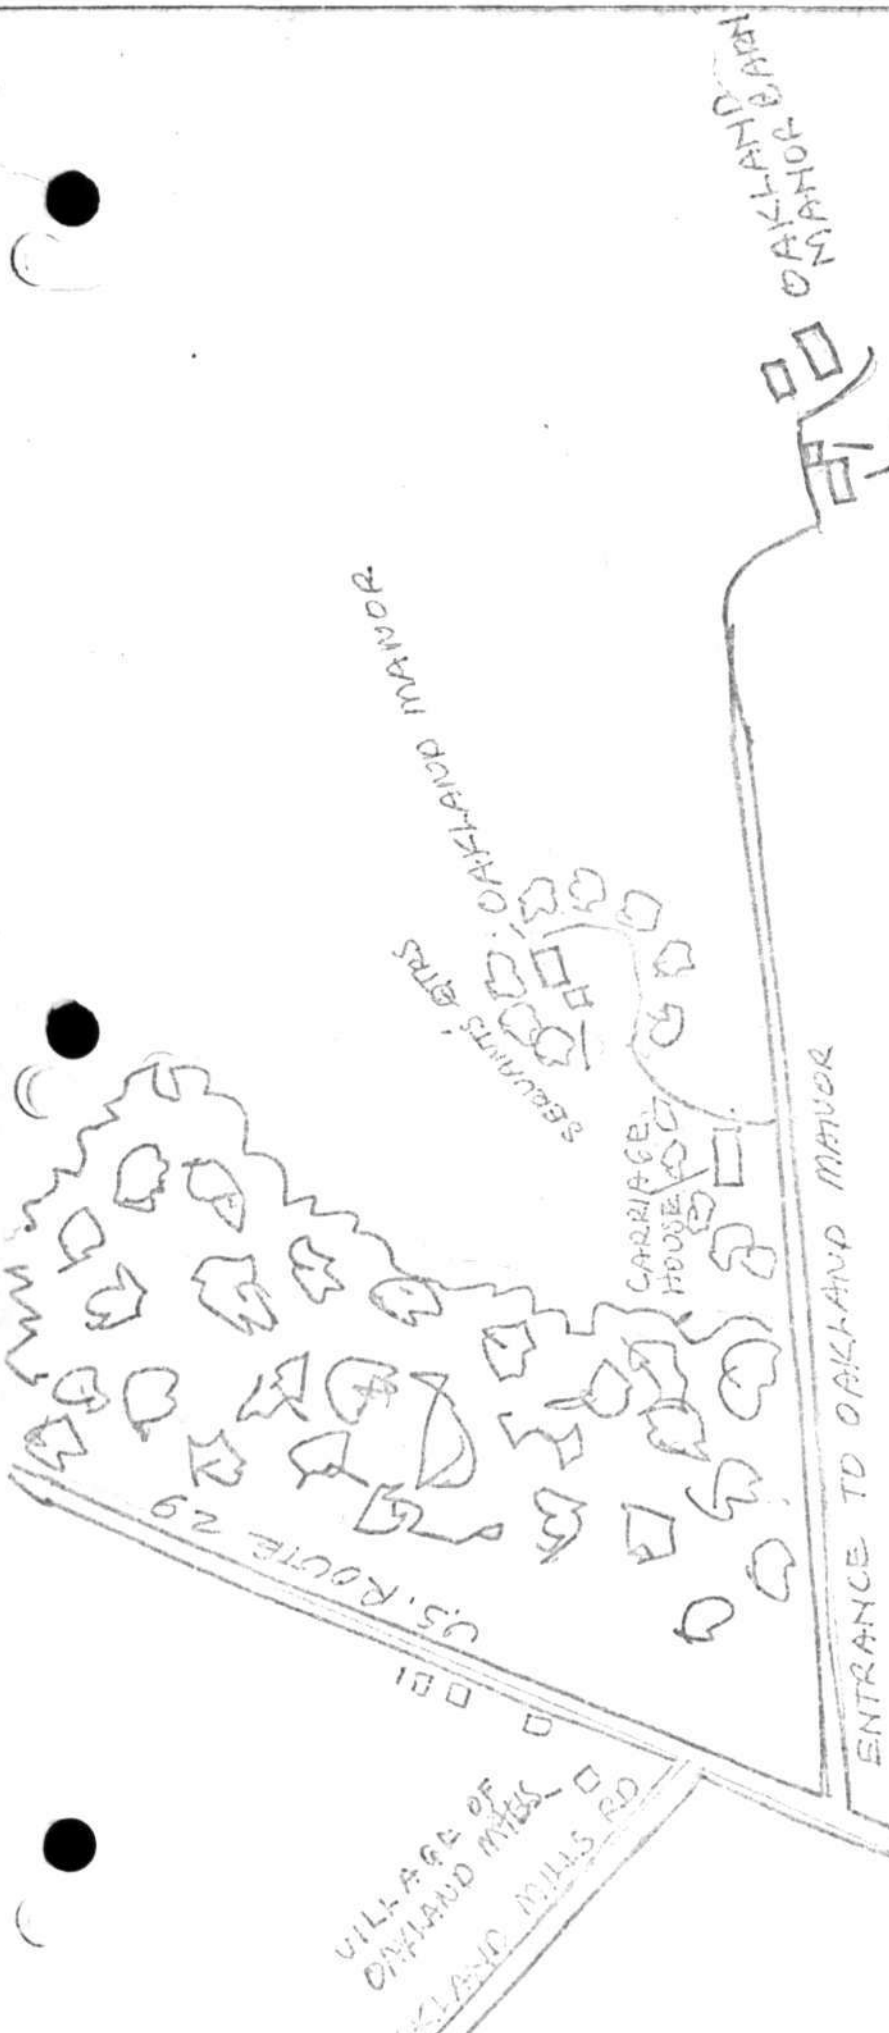 OAKLAND
MANOR BARN
OAKLAND MANOR
SERVANTS' QTRS
CARRIAGE
HOUSE
U.S. ROUTE 29
ENTRANCE TO OAKLAND MANOR
VILLAGE OF
OAKLAND MILLS
KLAND MILLS RD